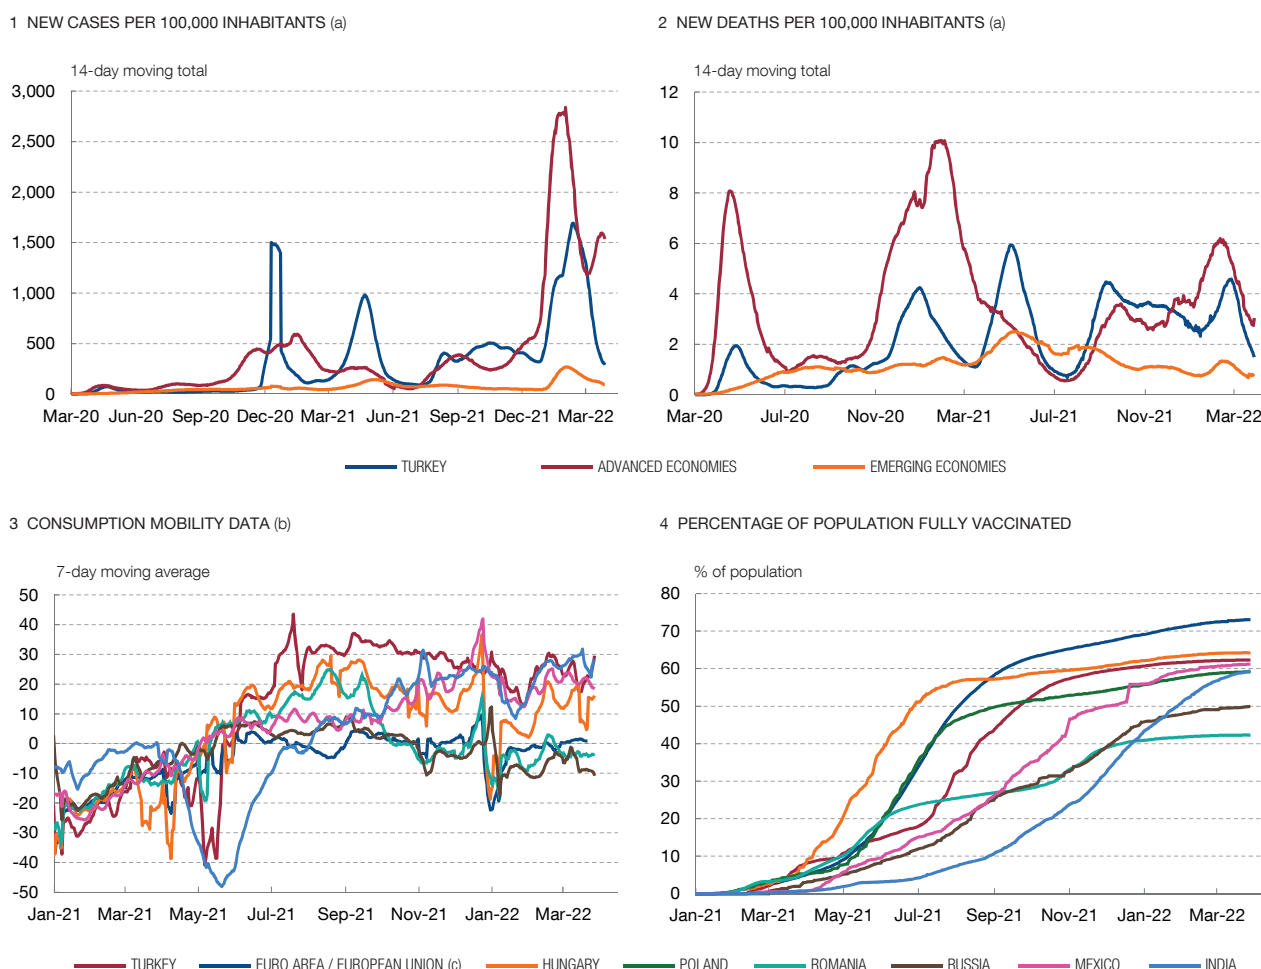 1 NEW CASES PER 100,000 INHABITANTS (a)
14-day moving total
3,000
2,500
2,000
1,500
1,000
500
0
Mar-20 Jun-20 Sep-20 Dec-20 Mar-21 Jun-21 Sep-21 Dec-21 Mar-22
2 NEW DEATHS PER 100,000 INHABITANTS (a)
14-day moving total
12
10
8
6
4
2
0
Mar-20 Jul-20 Nov-20 Mar-21 Jul-21 Nov-21 Mar-22
TURKEY ADVANCED ECONOMIES EMERGING ECONOMIES
3 CONSUMPTION MOBILITY DATA (b)
7-day moving average
50
40
30
20
10
0
-10
-20
-30
-40
-50
Jan-21 Mar-21 May-21 Jul-21 Sep-21 Nov-21 Jan-22 Mar-22
4 PERCENTAGE OF POPULATION FULLY VACCINATED
% of population
80
70
60
50
40
30
20
10
0
Jan-21 Mar-21 May-21 Jul-21 Sep-21 Nov-21 Jan-22 Mar-22
TURKEY EURO AREA / EUROPEAN UNION (c) HUNGARY POLAND ROMANIA RUSSIA MEXICO INDIA